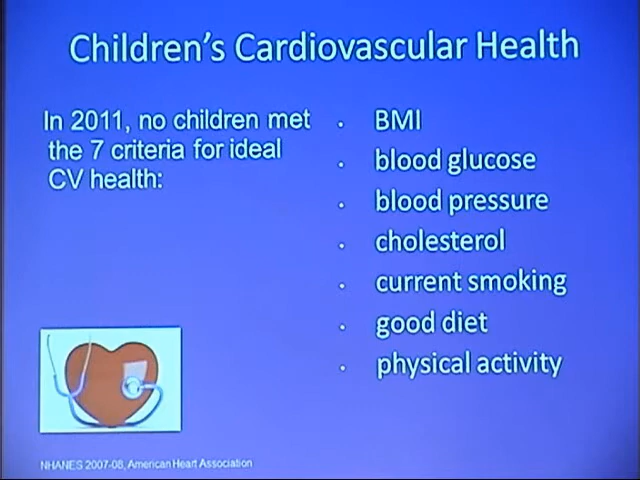 Children's Cardiovascular Health
In 2011, no children met
the 7 criteria for ideal
CV health:
• BMI
• blood glucose
• blood pressure
• cholesterol
• current smoking
• good diet
• physical activity
NHANES 2007-08, American Heart Association